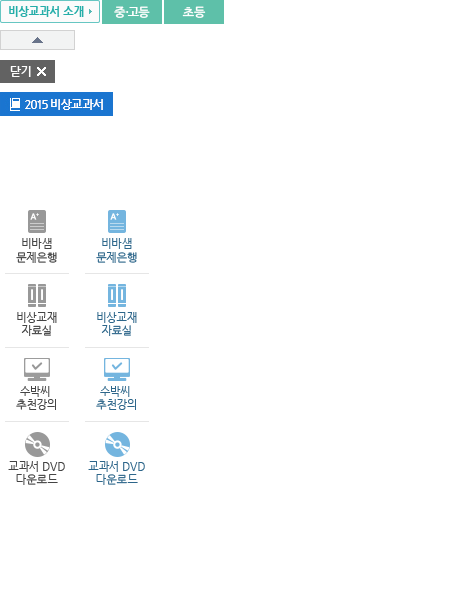 비상교과서 소개
중·고등
초등
닫기
2015 비상교과서
A+
A+
비바샘
문제은행
비바샘
문제은행
비상교재
자료실
비상교재
자료실
수박씨
추천강의
수박씨
추천강의
교과서 DVD
다운로드
교과서 DVD
다운로드